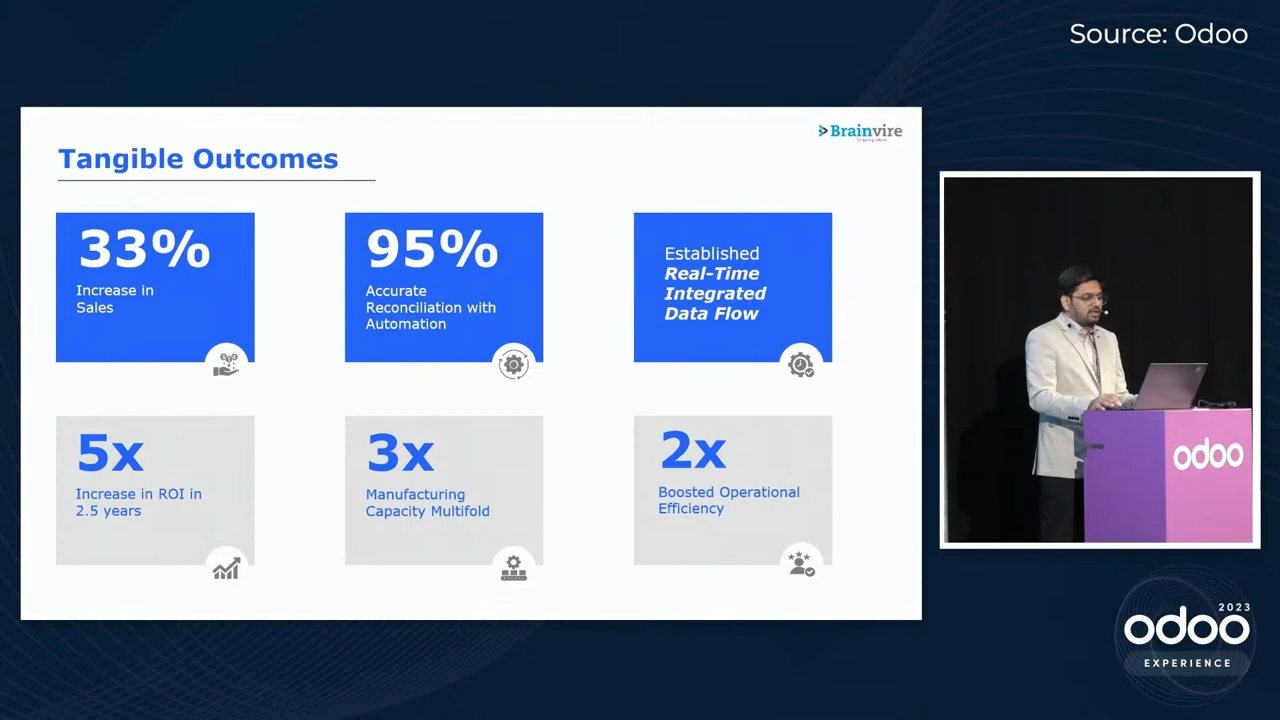 Source: Odoo
Brainvire
Tangible Outcomes
33%
Increase in
Sales
95%
Accurate
Reconciliation with
Automation
Established
Real-Time
Integrated
Data Flow
5x
Increase in ROI in
2.5 years
3x
Manufacturing
Capacity Multifold
2x
Boosted Operational
Efficiency
odoo
2023
odoo
EXPERIENCE